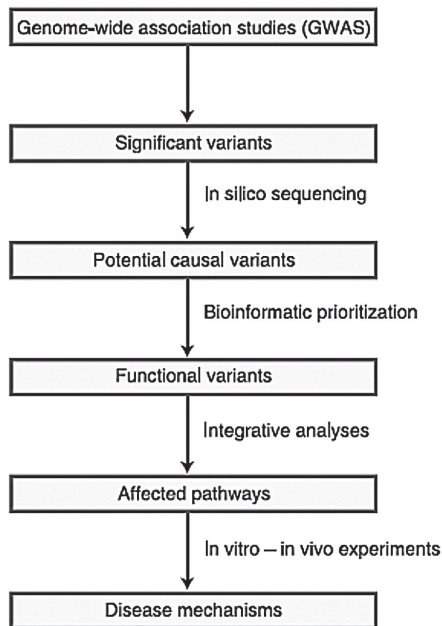 Genome-wide association studies (GWAS)
Significant variants
In silico sequencing
Potential causal variants
Bioinformatic prioritization
Functional variants
Integrative analyses
Affected pathways
In vitro – in vivo experiments
Disease mechanisms